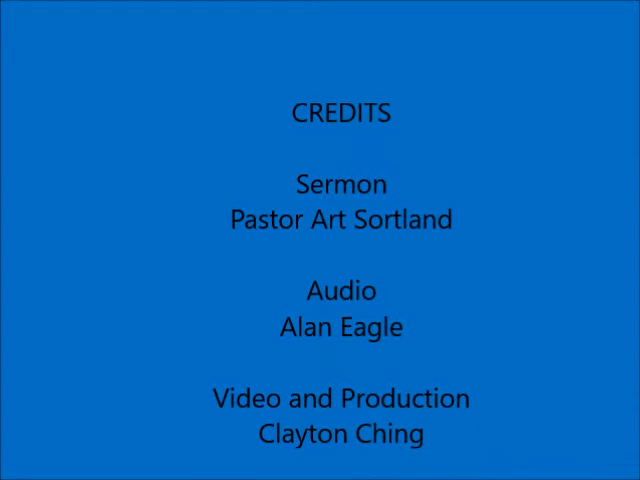 CREDITS
Sermon
Pastor Art Sortland
Audio
Alan Eagle
Video and Production
Clayton Ching